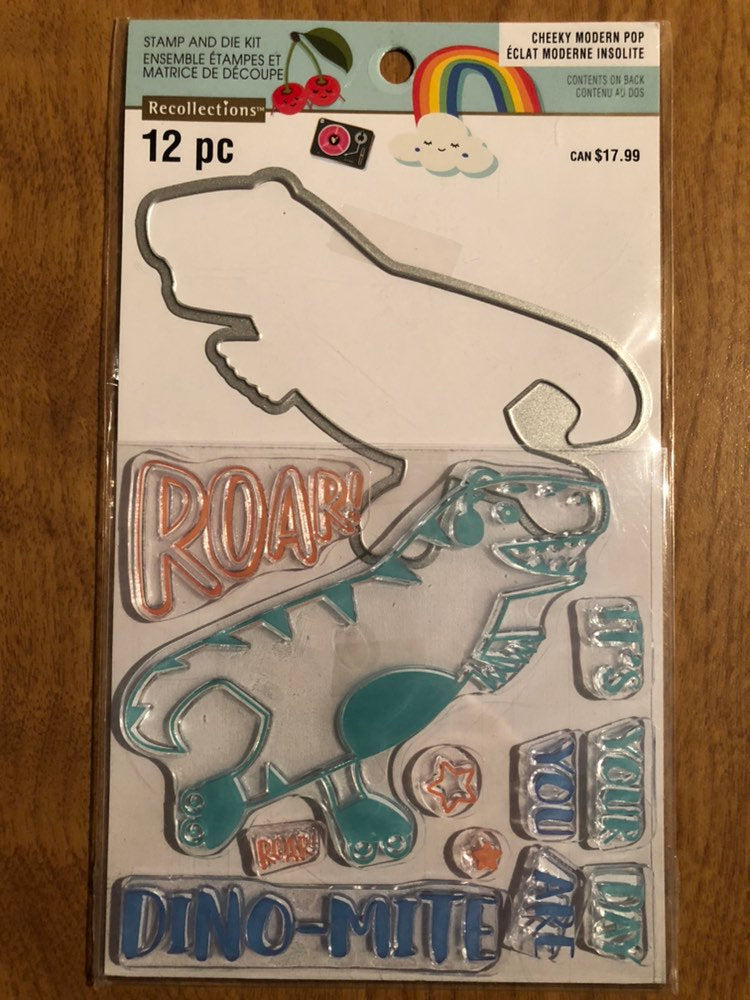 STAMP AND DIE KIT
ENSEMBLE ÉTAMPES ET
MATRICE DE DÉCOUPE
Recollections™
12 pc
CHEEKY MODERN POP
ÉCLAT MODERNE INSOLITE
CONTENTS ON BACK
CONTENU AU DOS
CAN $17.99
ROAR!
IT'S
YOUR
DAY
YOU
ARE
ROAR!
DINO-MITE